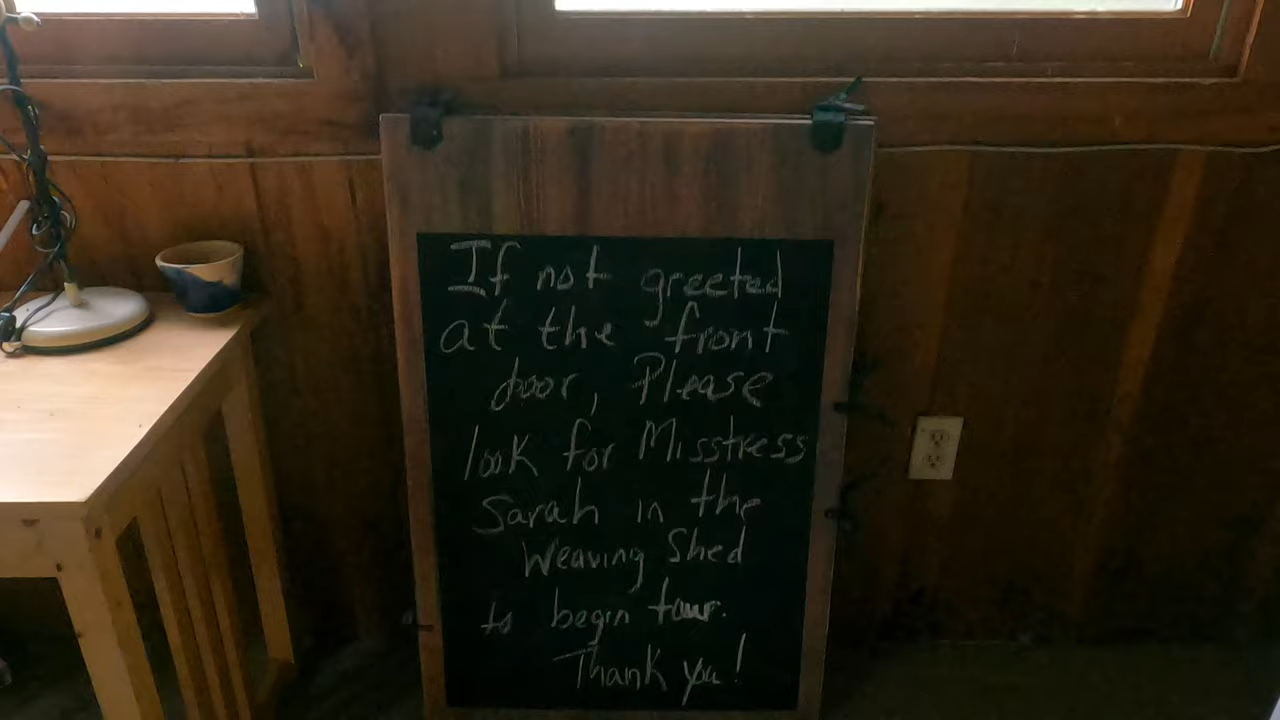 If not greeted
at the front
door, Please
look for Misstress
Sarah in the
Weaving Shed
to begin tour.
Thank you!